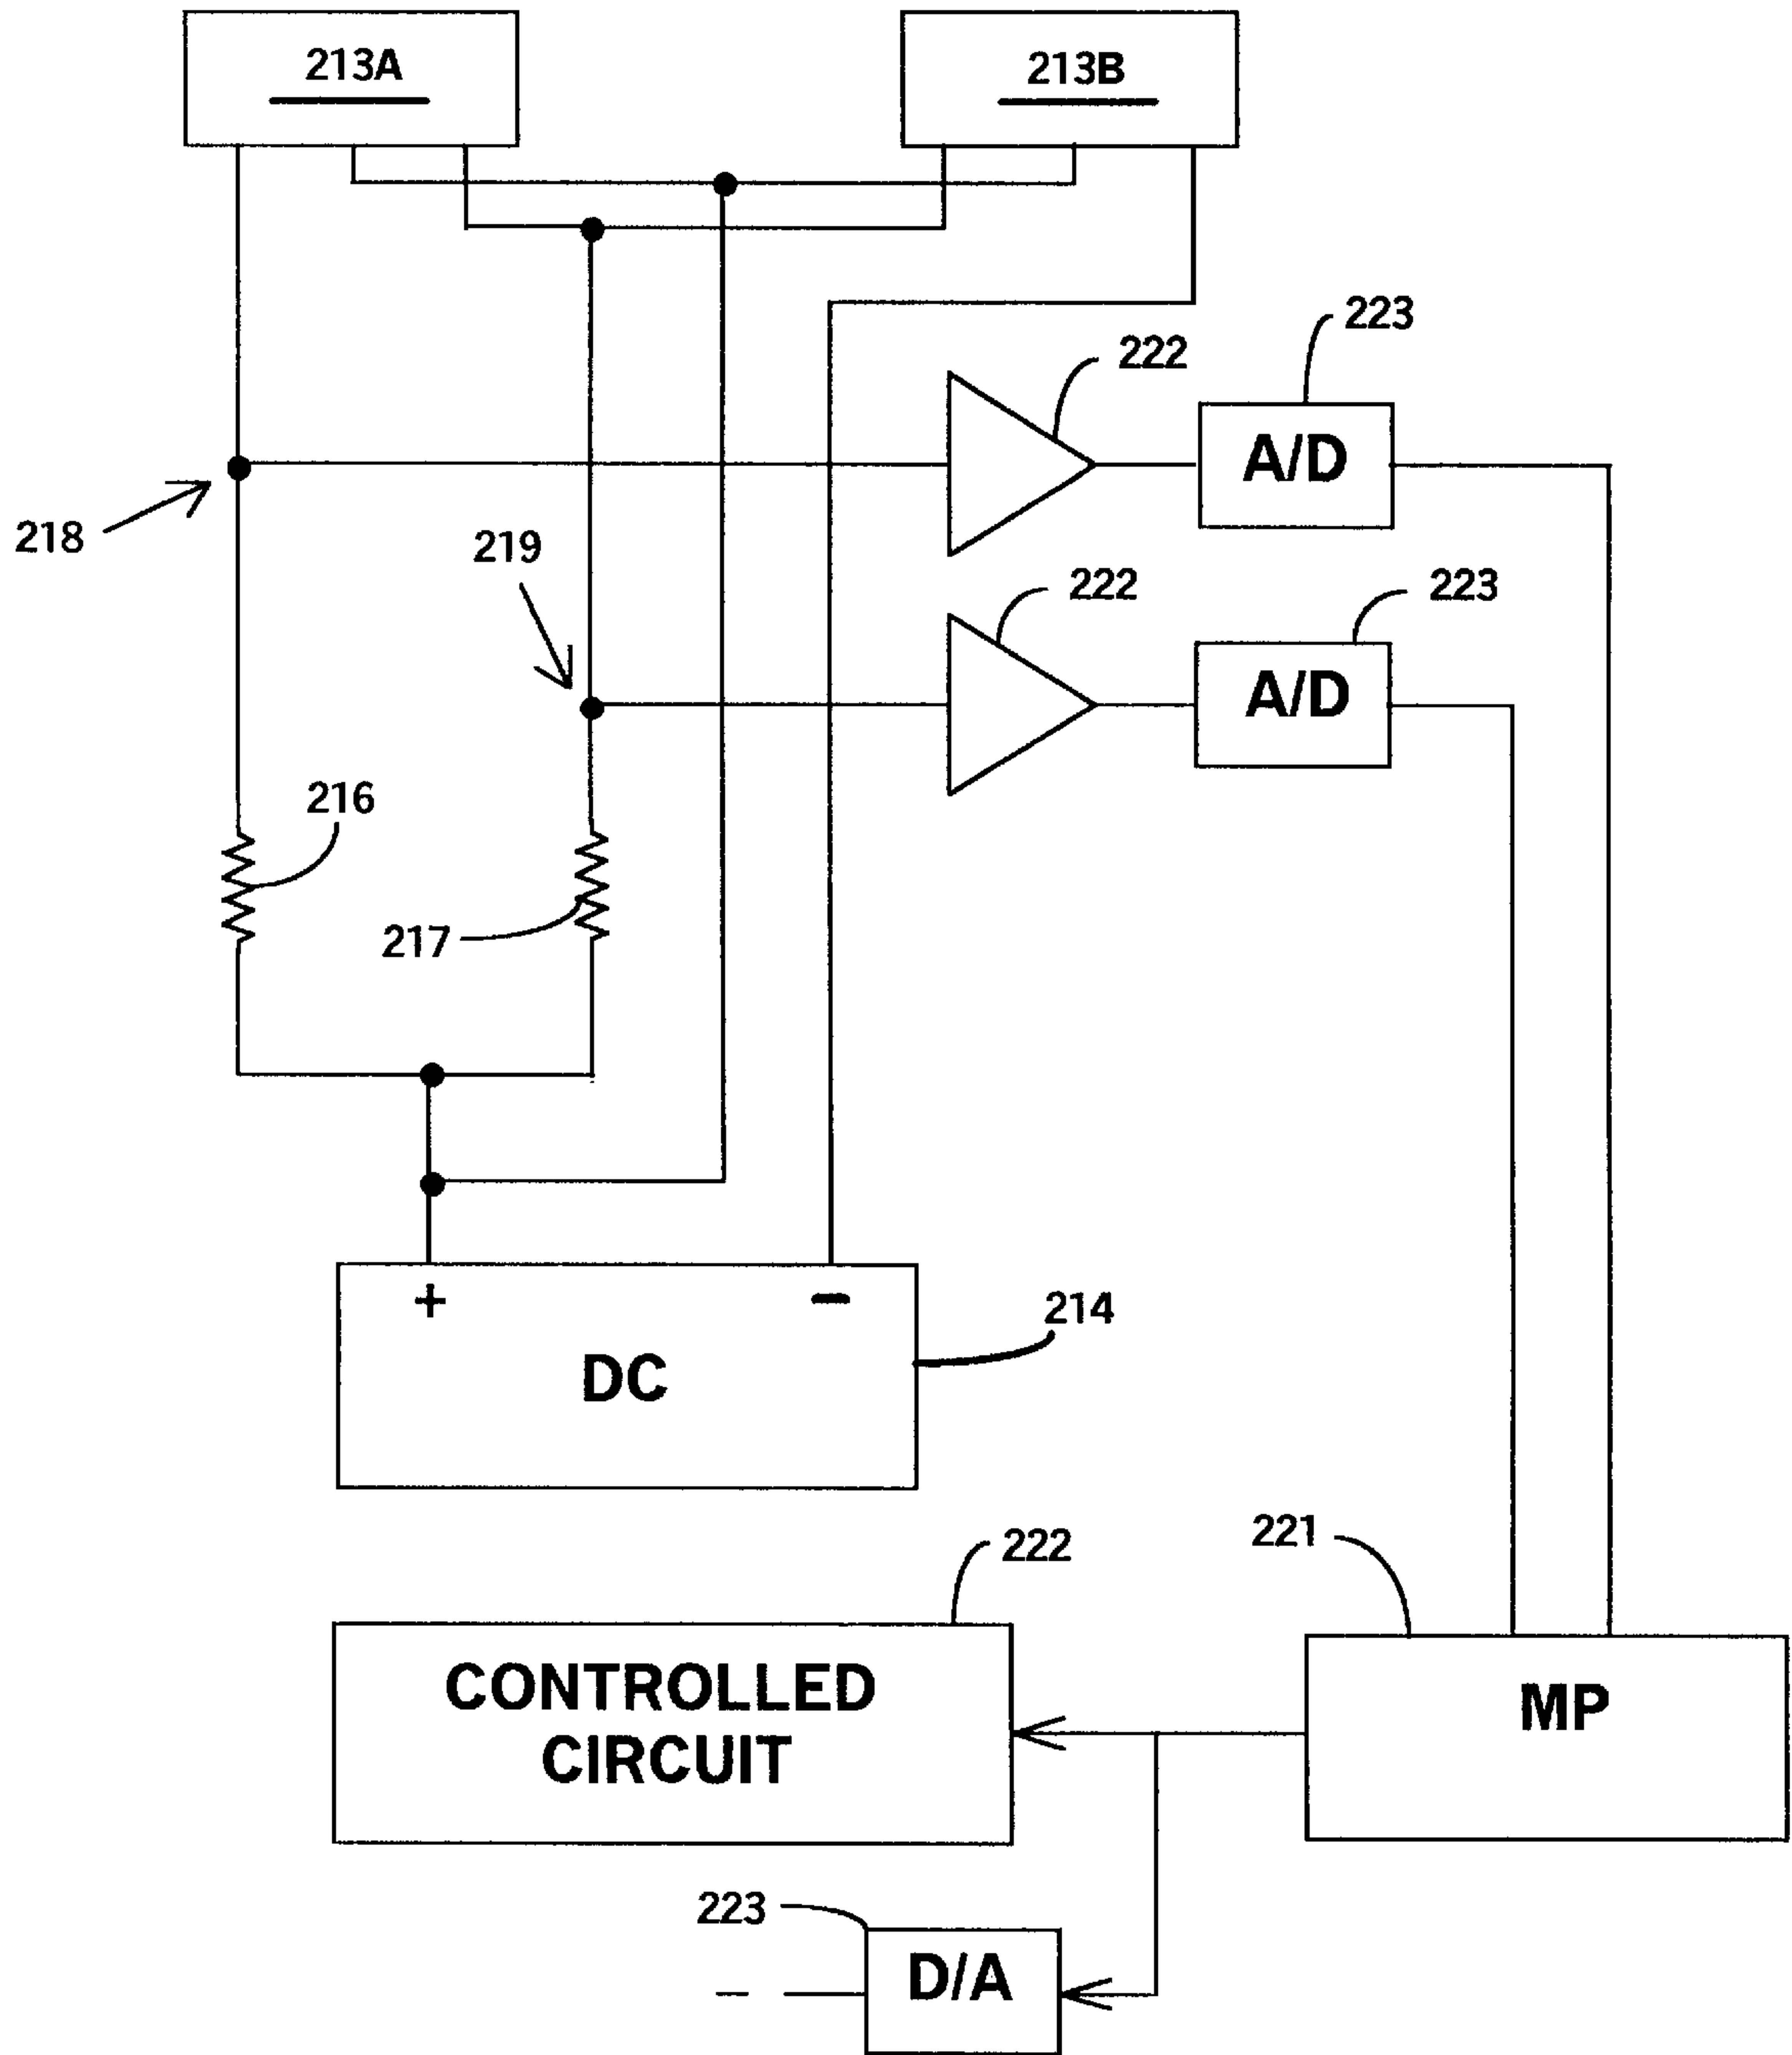 213A
213B
223
222
A/D
218
219
222
223
A/D
216
217
+
−
214
DC
222
221
CONTROLLED
CIRCUIT
MP
223
D/A